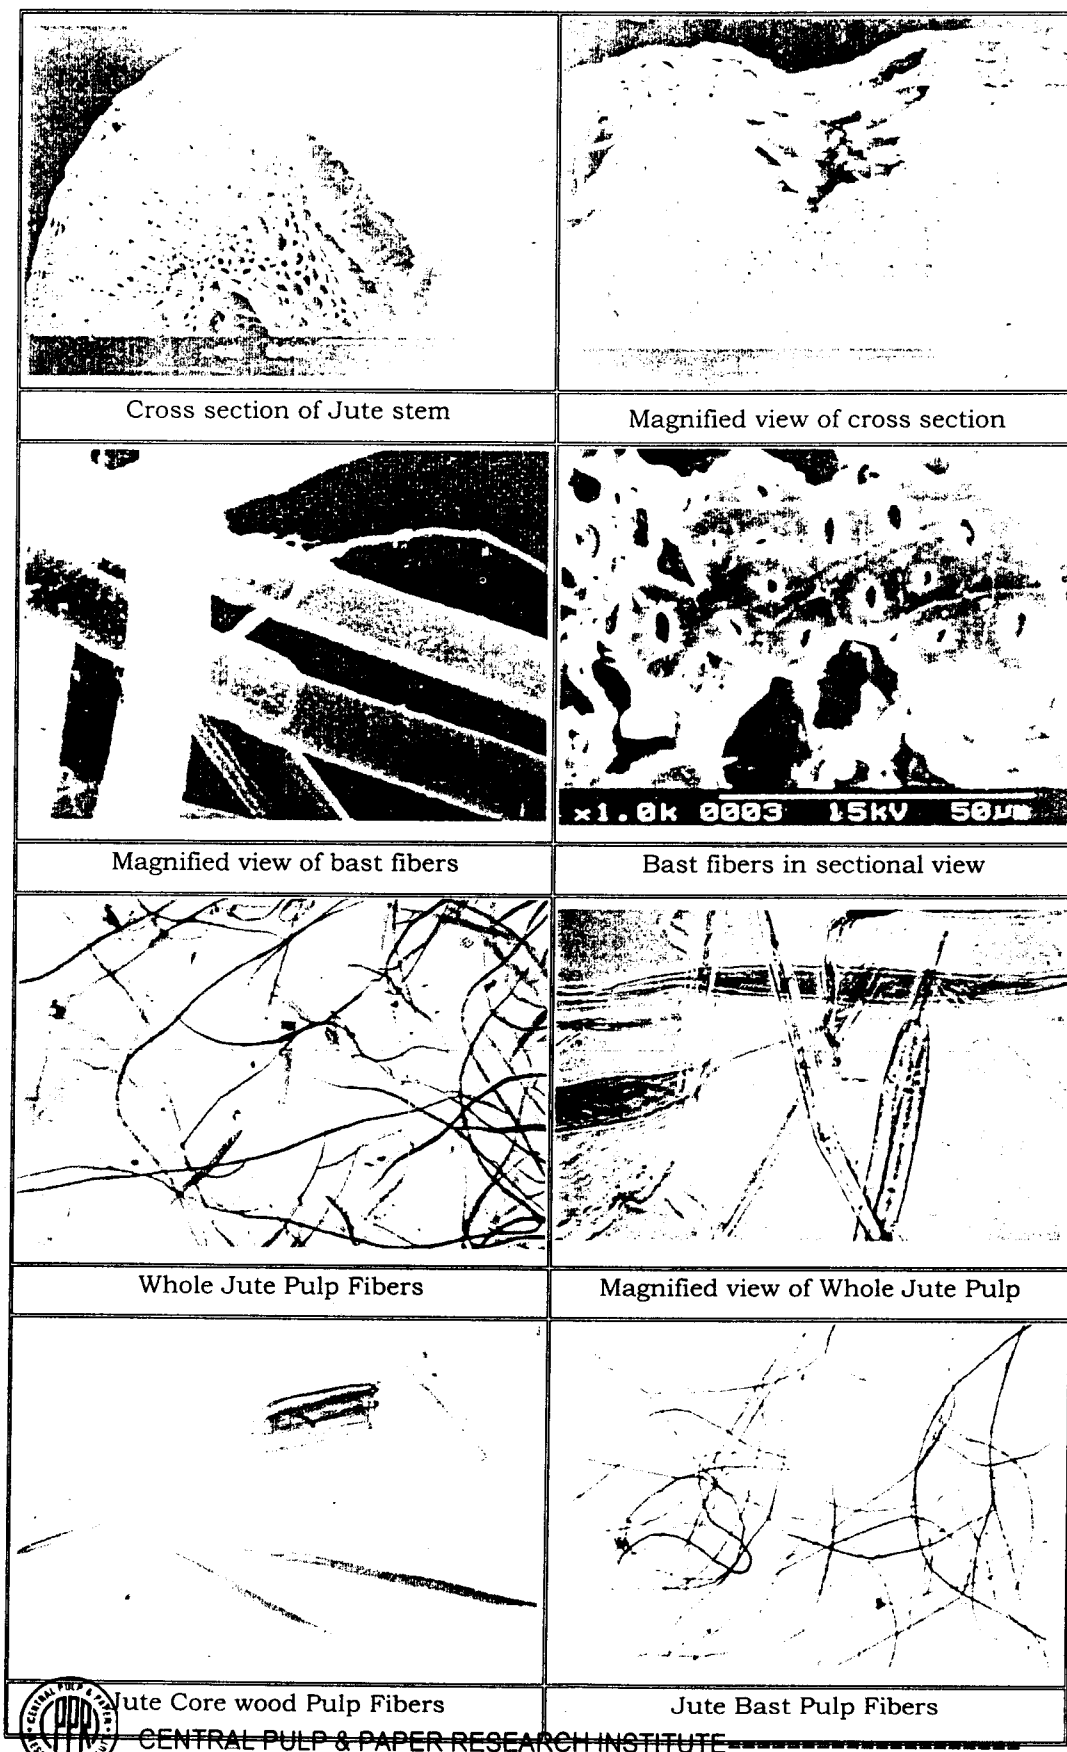 Cross section of Jute stem
Magnified view of cross section
Magnified view of bast fibers
x1.0k 0003 15kV 50µm
Bast fibers in sectional view
Whole Jute Pulp Fibers
Magnified view of Whole Jute Pulp
Jute Core wood Pulp Fibers
Jute Bast Pulp Fibers
CENTRAL PULP & PAPER RESEARCH INSTITUTE